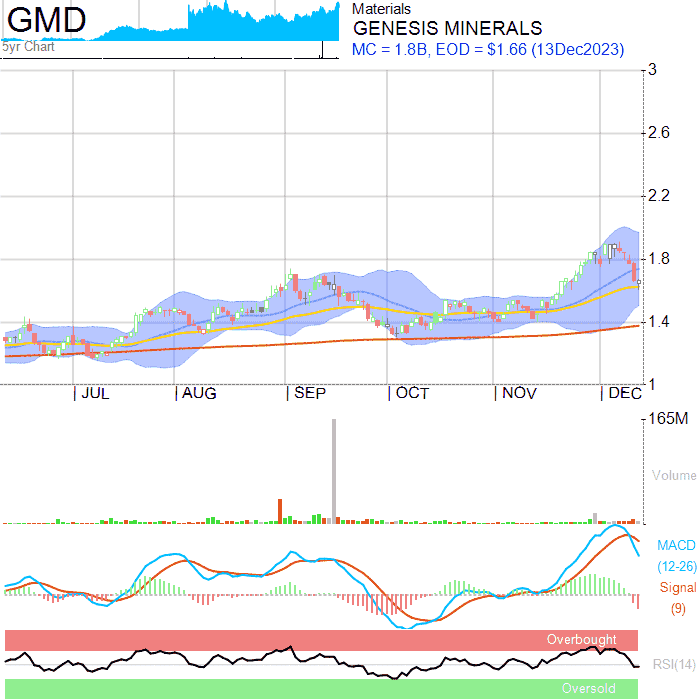 GMD
5yr Chart
Materials
GENESIS MINERALS
MC = 1.8B, EOD = $1.66 (13Dec2023)
3
2.6
2.2
1.8
1.4
1
JUL AUG SEP OCT NOV DEC
165M
Volume
MACD
(12-26)
Signal
(9)
Overbought
RSI(14)
Oversold